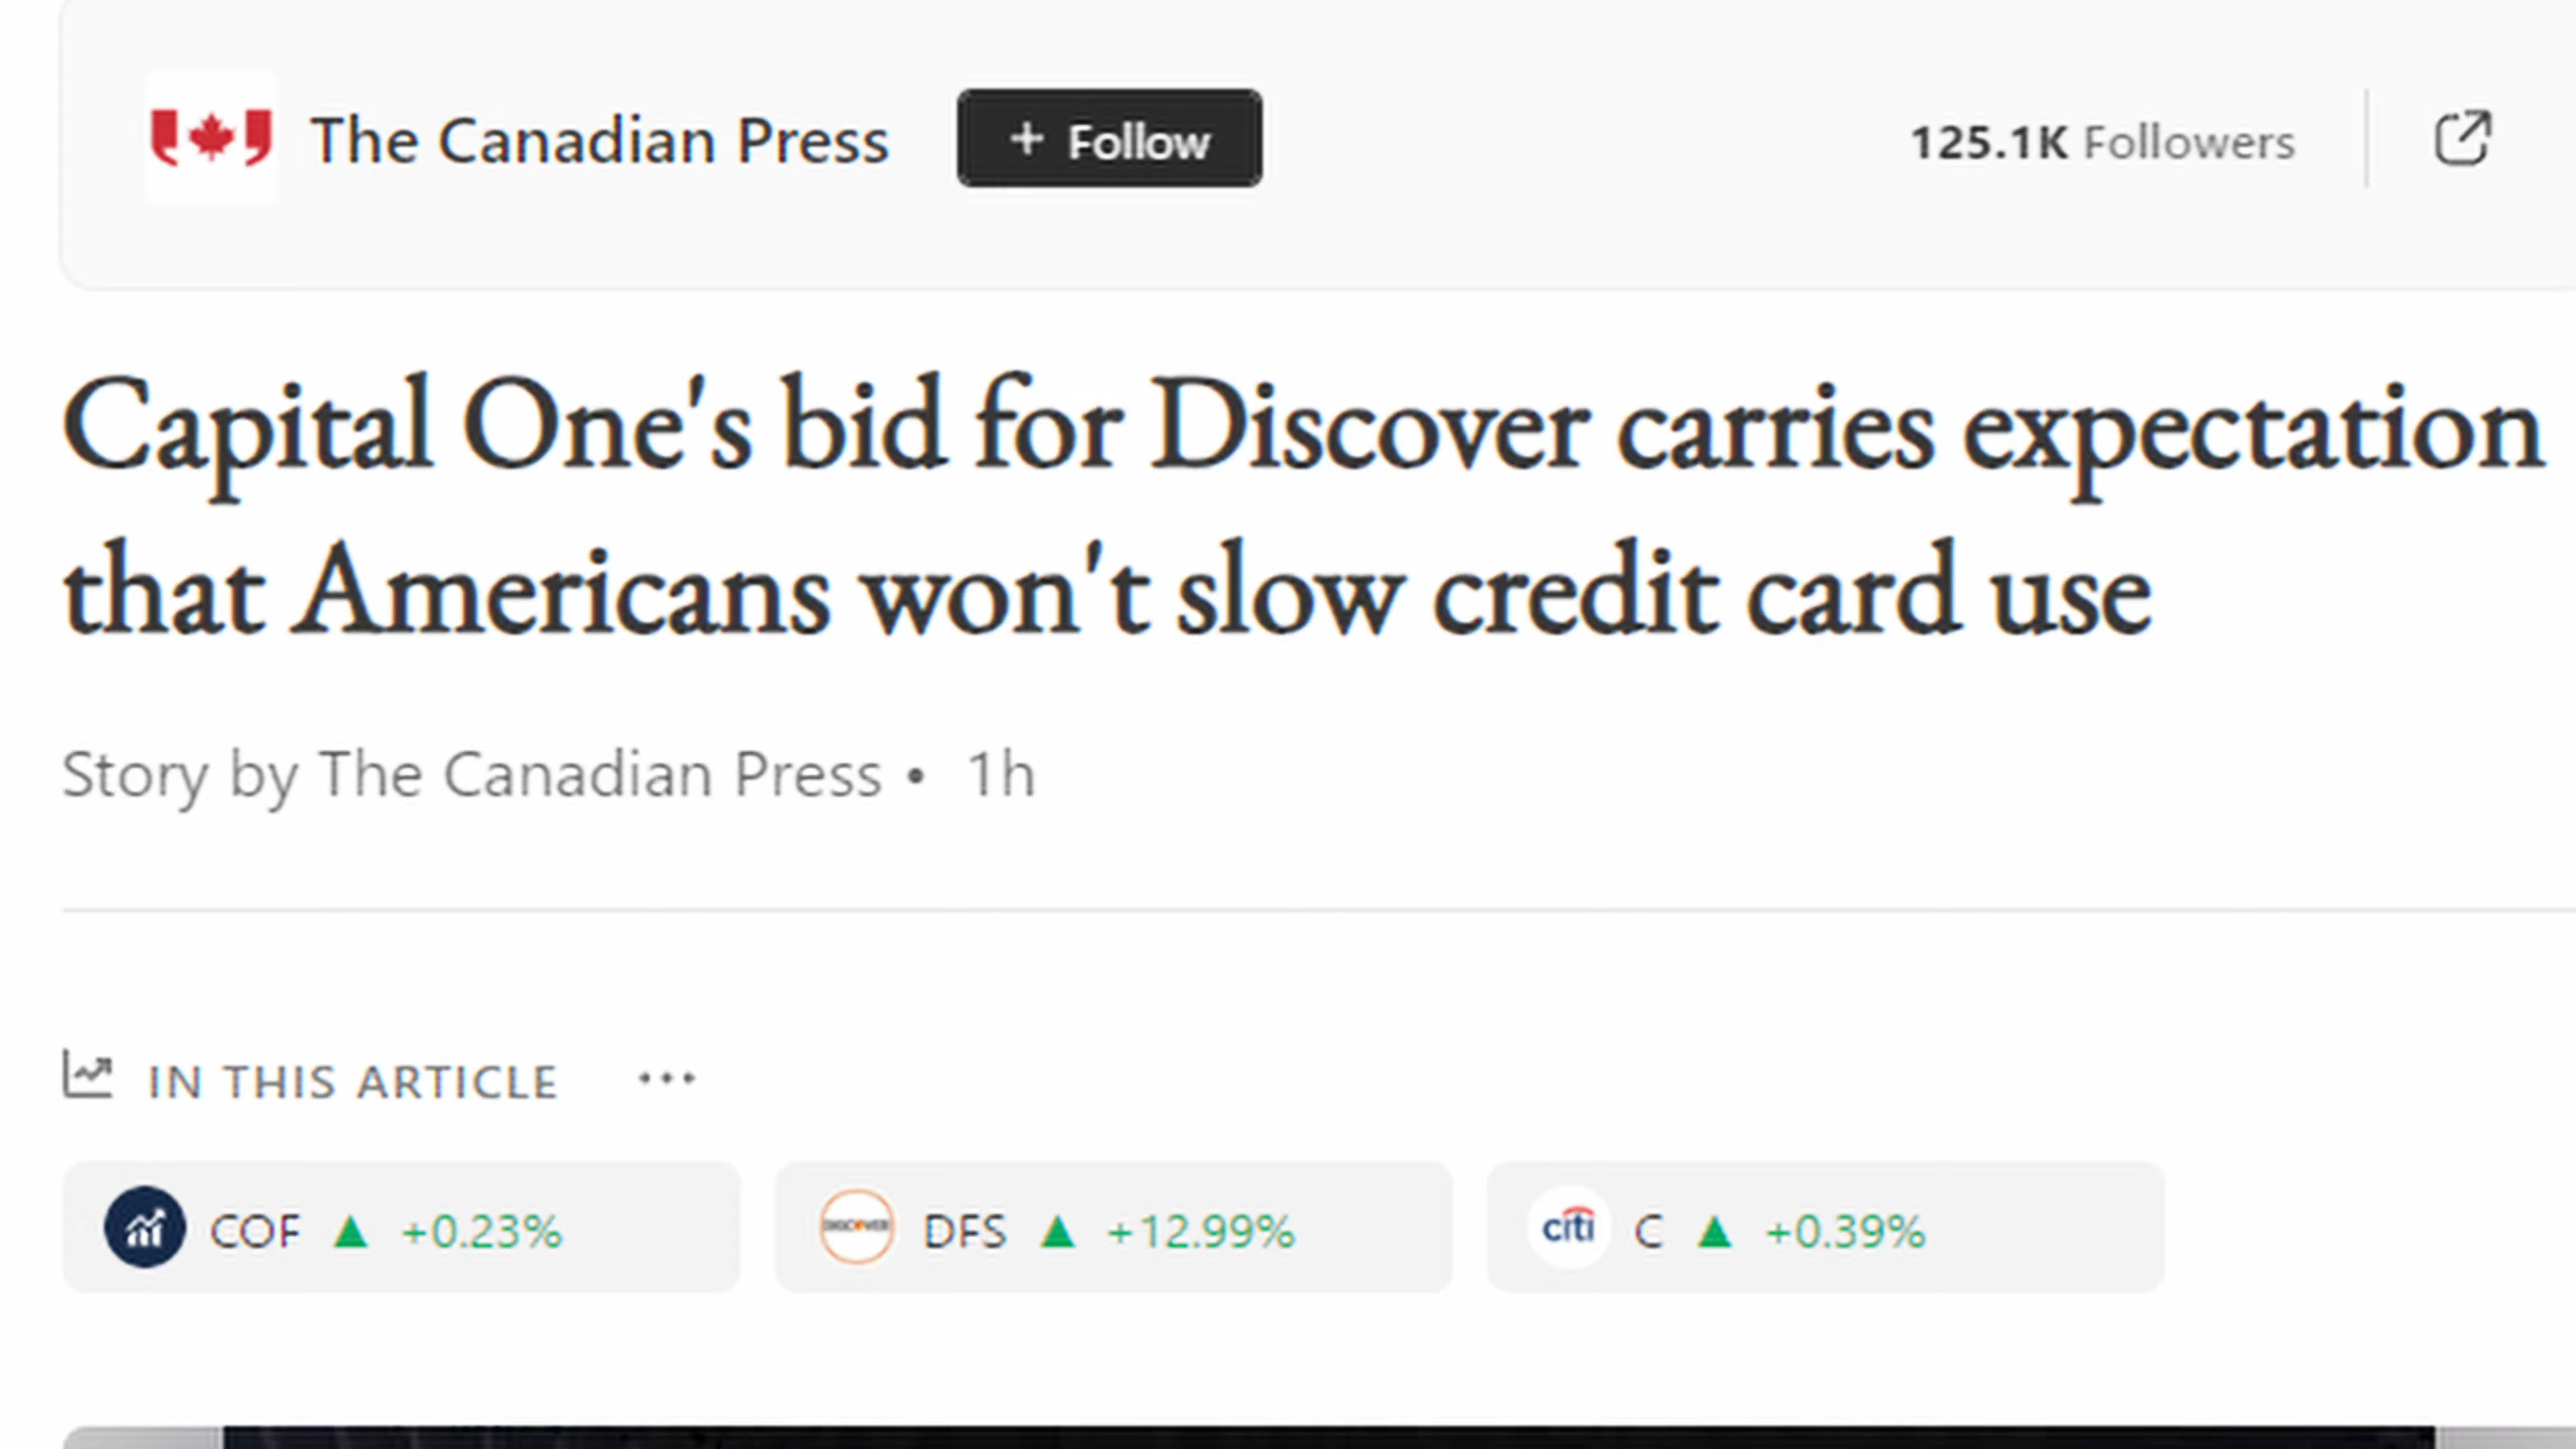 The Canadian Press
+ Follow
125.1K Followers
Capital One's bid for Discover carries expectation
that Americans won't slow credit card use
Story by The Canadian Press • 1h
IN THIS ARTICLE ...
COF ▲ +0.23%
DISCOVER DFS ▲ +12.99%
citi C ▲ +0.39%